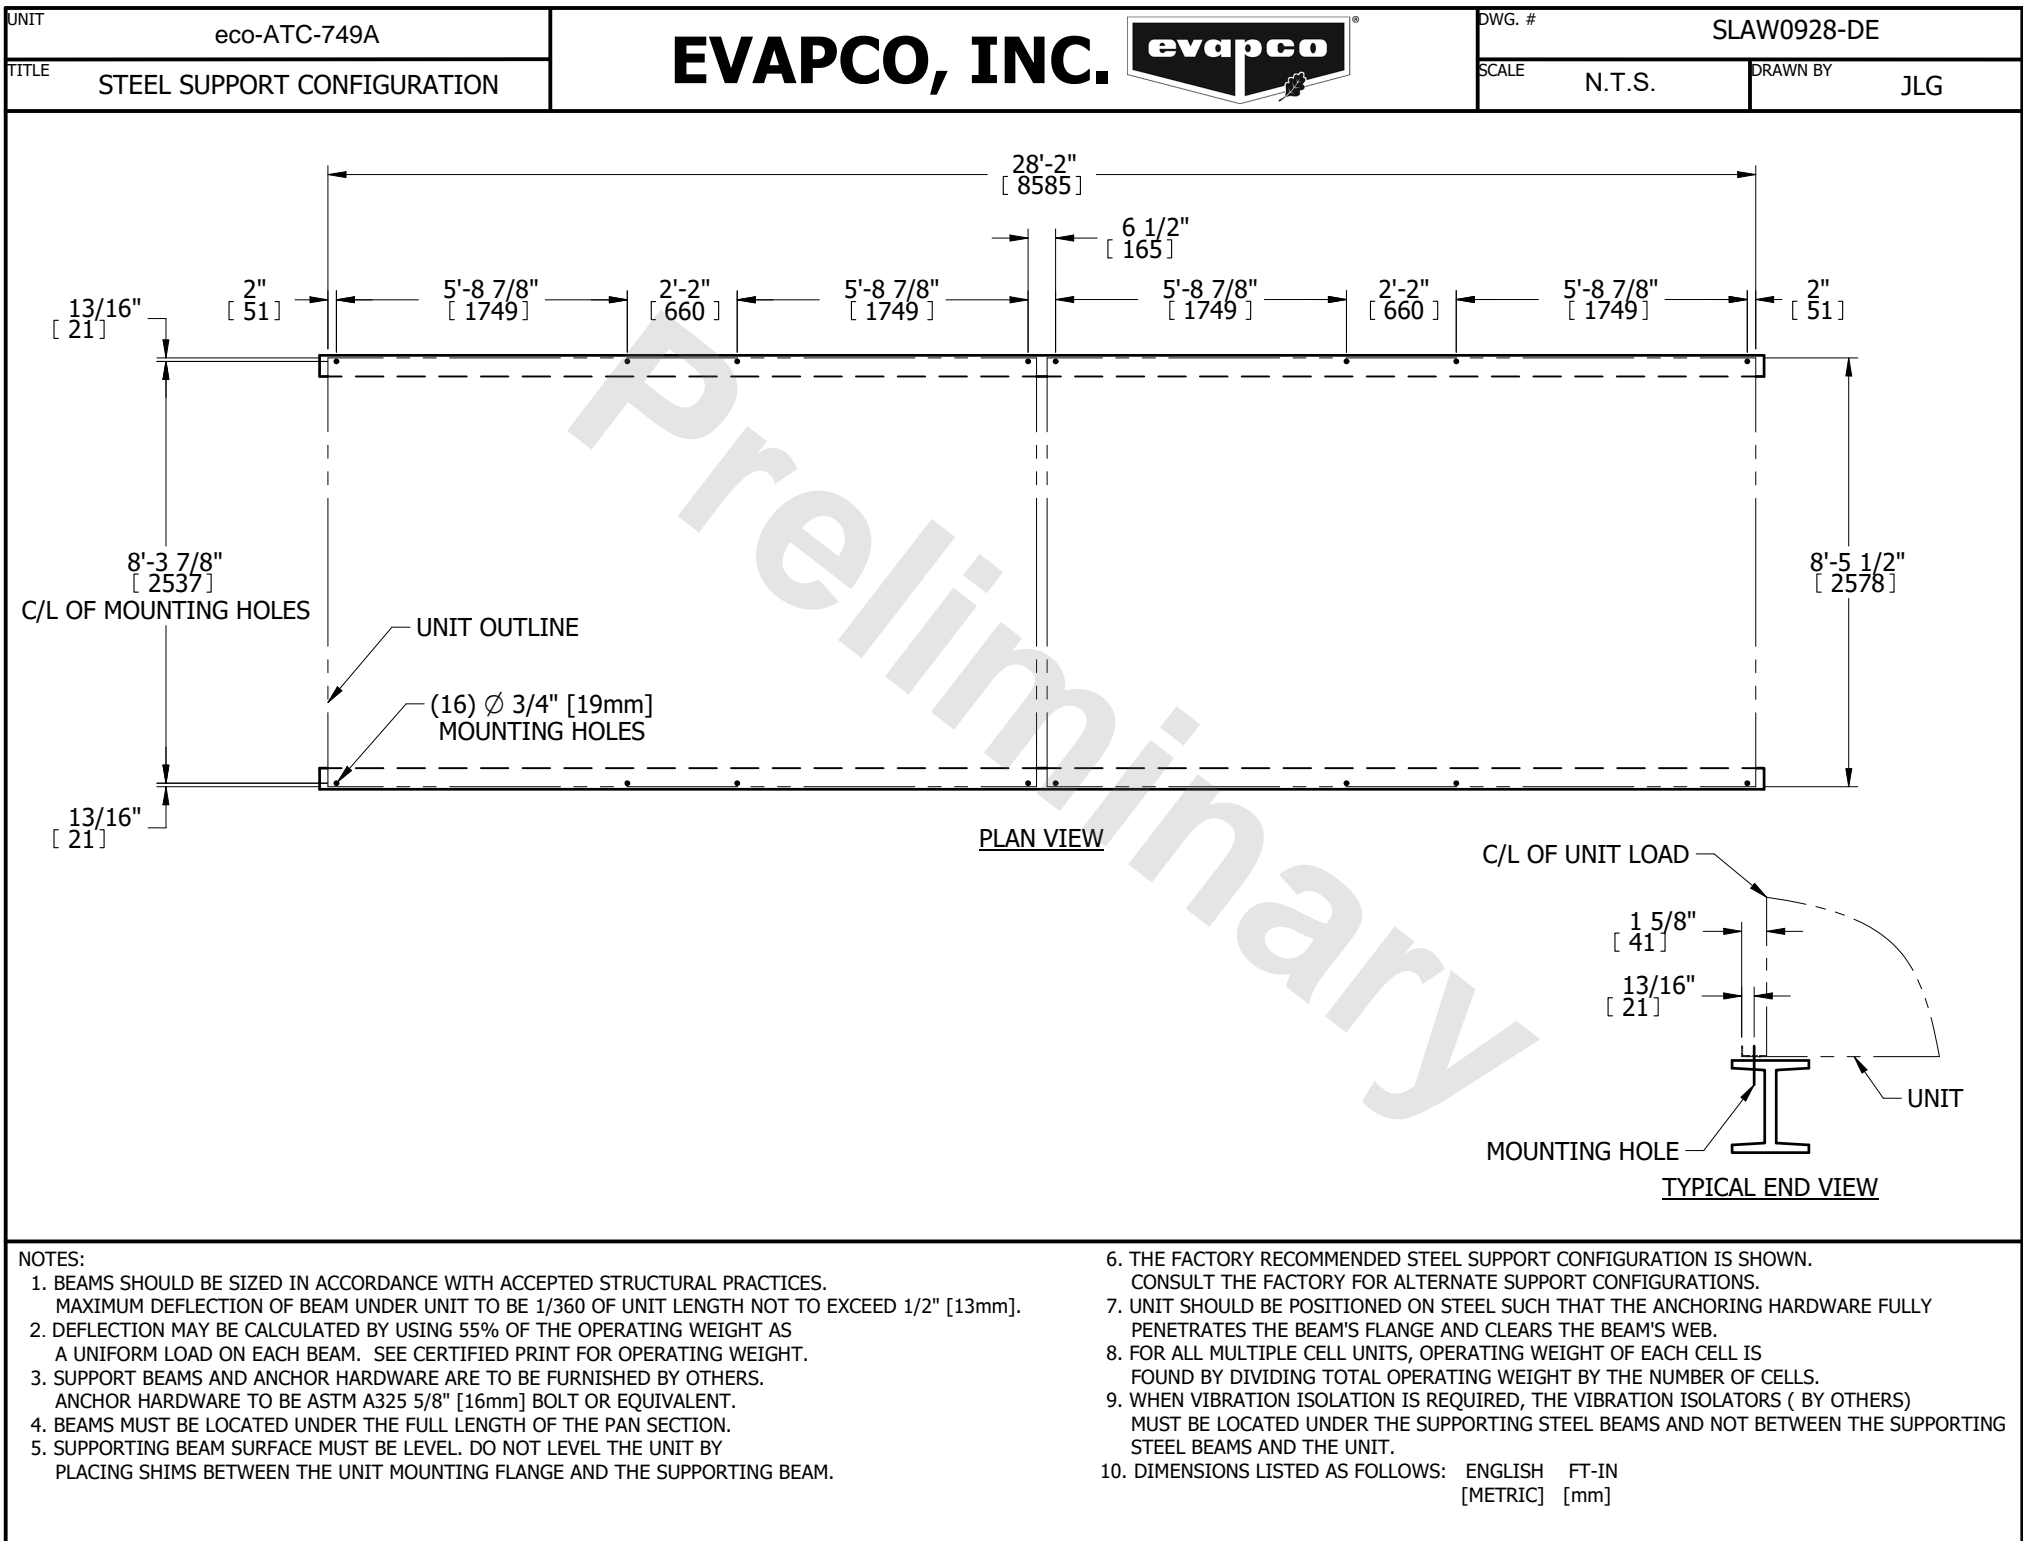 UNIT
eco-ATC-749A
TITLE
STEEL SUPPORT CONFIGURATION
EVAPCO, INC.
evapco®
DWG. #
SLAW0928-DE
SCALE
N.T.S.
DRAWN BY
JLG
28'-2"
[ 8585]
6 1/2"
[ 165]
13/16"
[ 21]
2"
[ 51]
5'-8 7/8"
[ 1749]
2'-2"
[ 660 ]
5'-8 7/8"
[ 1749 ]
5'-8 7/8"
[ 1749 ]
2'-2"
[ 660 ]
5'-8 7/8"
[ 1749]
2"
[ 51]
8'-3 7/8"
[ 2537]
C/L OF MOUNTING HOLES
8'-5 1/2"
[ 2578]
UNIT OUTLINE
(16) Ø 3/4" [19mm]
MOUNTING HOLES
Preliminary
13/16"
[ 21]
PLAN VIEW
C/L OF UNIT LOAD
1 5/8"
[ 41]
13/16"
[ 21]
UNIT
MOUNTING HOLE
TYPICAL END VIEW
NOTES:
1. BEAMS SHOULD BE SIZED IN ACCORDANCE WITH ACCEPTED STRUCTURAL PRACTICES.
MAXIMUM DEFLECTION OF BEAM UNDER UNIT TO BE 1/360 OF UNIT LENGTH NOT TO EXCEED 1/2" [13mm].
2. DEFLECTION MAY BE CALCULATED BY USING 55% OF THE OPERATING WEIGHT AS
A UNIFORM LOAD ON EACH BEAM. SEE CERTIFIED PRINT FOR OPERATING WEIGHT.
3. SUPPORT BEAMS AND ANCHOR HARDWARE ARE TO BE FURNISHED BY OTHERS.
ANCHOR HARDWARE TO BE ASTM A325 5/8" [16mm] BOLT OR EQUIVALENT.
4. BEAMS MUST BE LOCATED UNDER THE FULL LENGTH OF THE PAN SECTION.
5. SUPPORTING BEAM SURFACE MUST BE LEVEL. DO NOT LEVEL THE UNIT BY
PLACING SHIMS BETWEEN THE UNIT MOUNTING FLANGE AND THE SUPPORTING BEAM.
6. THE FACTORY RECOMMENDED STEEL SUPPORT CONFIGURATION IS SHOWN.
CONSULT THE FACTORY FOR ALTERNATE SUPPORT CONFIGURATIONS.
7. UNIT SHOULD BE POSITIONED ON STEEL SUCH THAT THE ANCHORING HARDWARE FULLY
PENETRATES THE BEAM'S FLANGE AND CLEARS THE BEAM'S WEB.
8. FOR ALL MULTIPLE CELL UNITS, OPERATING WEIGHT OF EACH CELL IS
FOUND BY DIVIDING TOTAL OPERATING WEIGHT BY THE NUMBER OF CELLS.
9. WHEN VIBRATION ISOLATION IS REQUIRED, THE VIBRATION ISOLATORS ( BY OTHERS)
MUST BE LOCATED UNDER THE SUPPORTING STEEL BEAMS AND NOT BETWEEN THE SUPPORTING
STEEL BEAMS AND THE UNIT.
10. DIMENSIONS LISTED AS FOLLOWS: ENGLISH FT-IN
[METRIC] [mm]